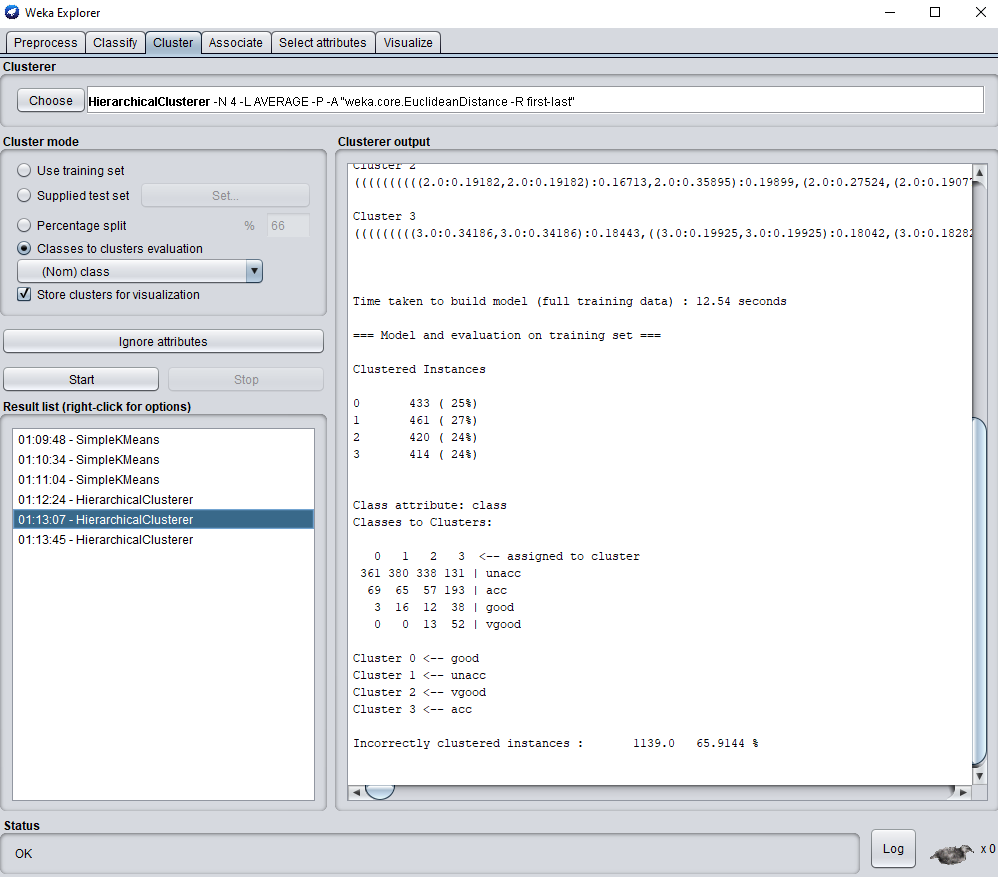 Weka Explorer
Preprocess Classify Cluster Associate Select attributes Visualize
Clusterer
Choose HierarchicalClusterer -N 4 -L AVERAGE -P -A "weka.core.EuclideanDistance -R first-last"
Cluster mode
Use training set
Supplied test set Set...
Percentage split % 66
Classes to clusters evaluation
(Nom) class
Store clusters for visualization
Ignore attributes
Start Stop
Result list (right-click for options)
01:09:48 - SimpleKMeans
01:10:34 - SimpleKMeans
01:11:04 - SimpleKMeans
01:12:24 - HierarchicalClusterer
01:13:07 - HierarchicalClusterer
01:13:45 - HierarchicalClusterer
Clusterer output
Cluster 2
((((((((((2.0:0.19182,2.0:0.19182):0.16713,2.0:0.35895):0.19899,(2.0:0.27524,(2.0:0.1907
Cluster 3
(((((((((3.0:0.34186,3.0:0.34186):0.18443,((3.0:0.19925,3.0:0.19925):0.18042,(3.0:0.18282
Time taken to build model (full training data) : 12.54 seconds
=== Model and evaluation on training set ===
Clustered Instances
0 433 ( 25%)
1 461 ( 27%)
2 420 ( 24%)
3 414 ( 24%)
Class attribute: class
Classes to Clusters:
0 1 2 3 <-- assigned to cluster
361 380 338 131 | unacc
69 65 57 193 | acc
3 16 12 38 | good
0 0 13 52 | vgood
Cluster 0 <-- good
Cluster 1 <-- unacc
Cluster 2 <-- vgood
Cluster 3 <-- acc
Incorrectly clustered instances : 1139.0 65.9144 %
Status
OK
Log
x 0